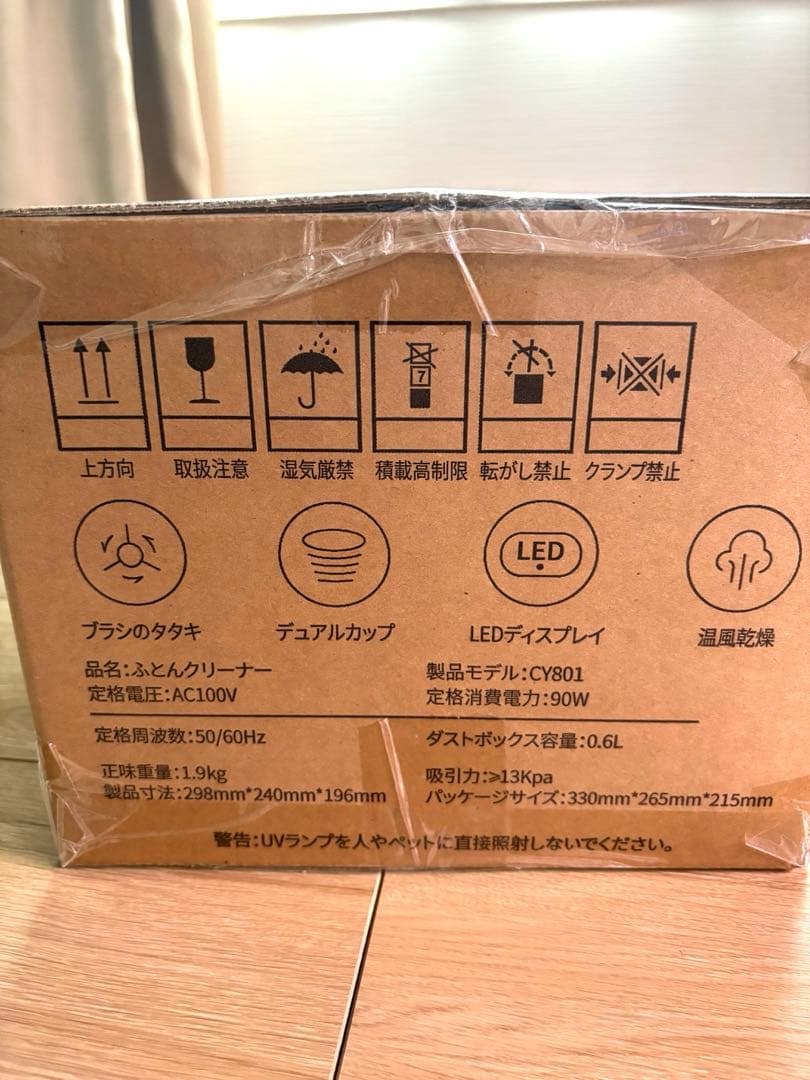 7
上方向 取扱注意 湿気厳禁 積載高制限 転がし禁止 クランプ禁止
LED
ブラシのタタキ デュアルカップ LEDディスプレイ 温風乾燥
品名:ふとんクリーナー 製品モデル:CY801
定格電圧:AC100V 定格消費電力:90W
定格周波数:50/60Hz ダストボックス容量:0.6L
正味重量:1.9kg 吸引力:≥13Kpa
製品寸法:298mm*240mm*196mm パッケージサイズ:330mm*265mm*215mm
警告:UVランプを人やペットに直接照射しないでください。